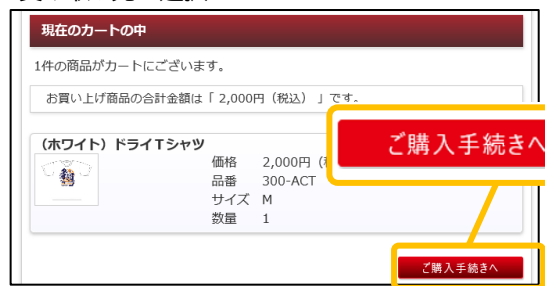 現在のカートの中
1件の商品がカートにございます。
お買い上げ商品の合計金額は「 2,000円（税込） 」です。
ご購入手続きへ
(ホワイト）ドライTシャツ
価格 2,000円
品番 300-ACT
サイズ M
数量 1
ご購入手続きへ